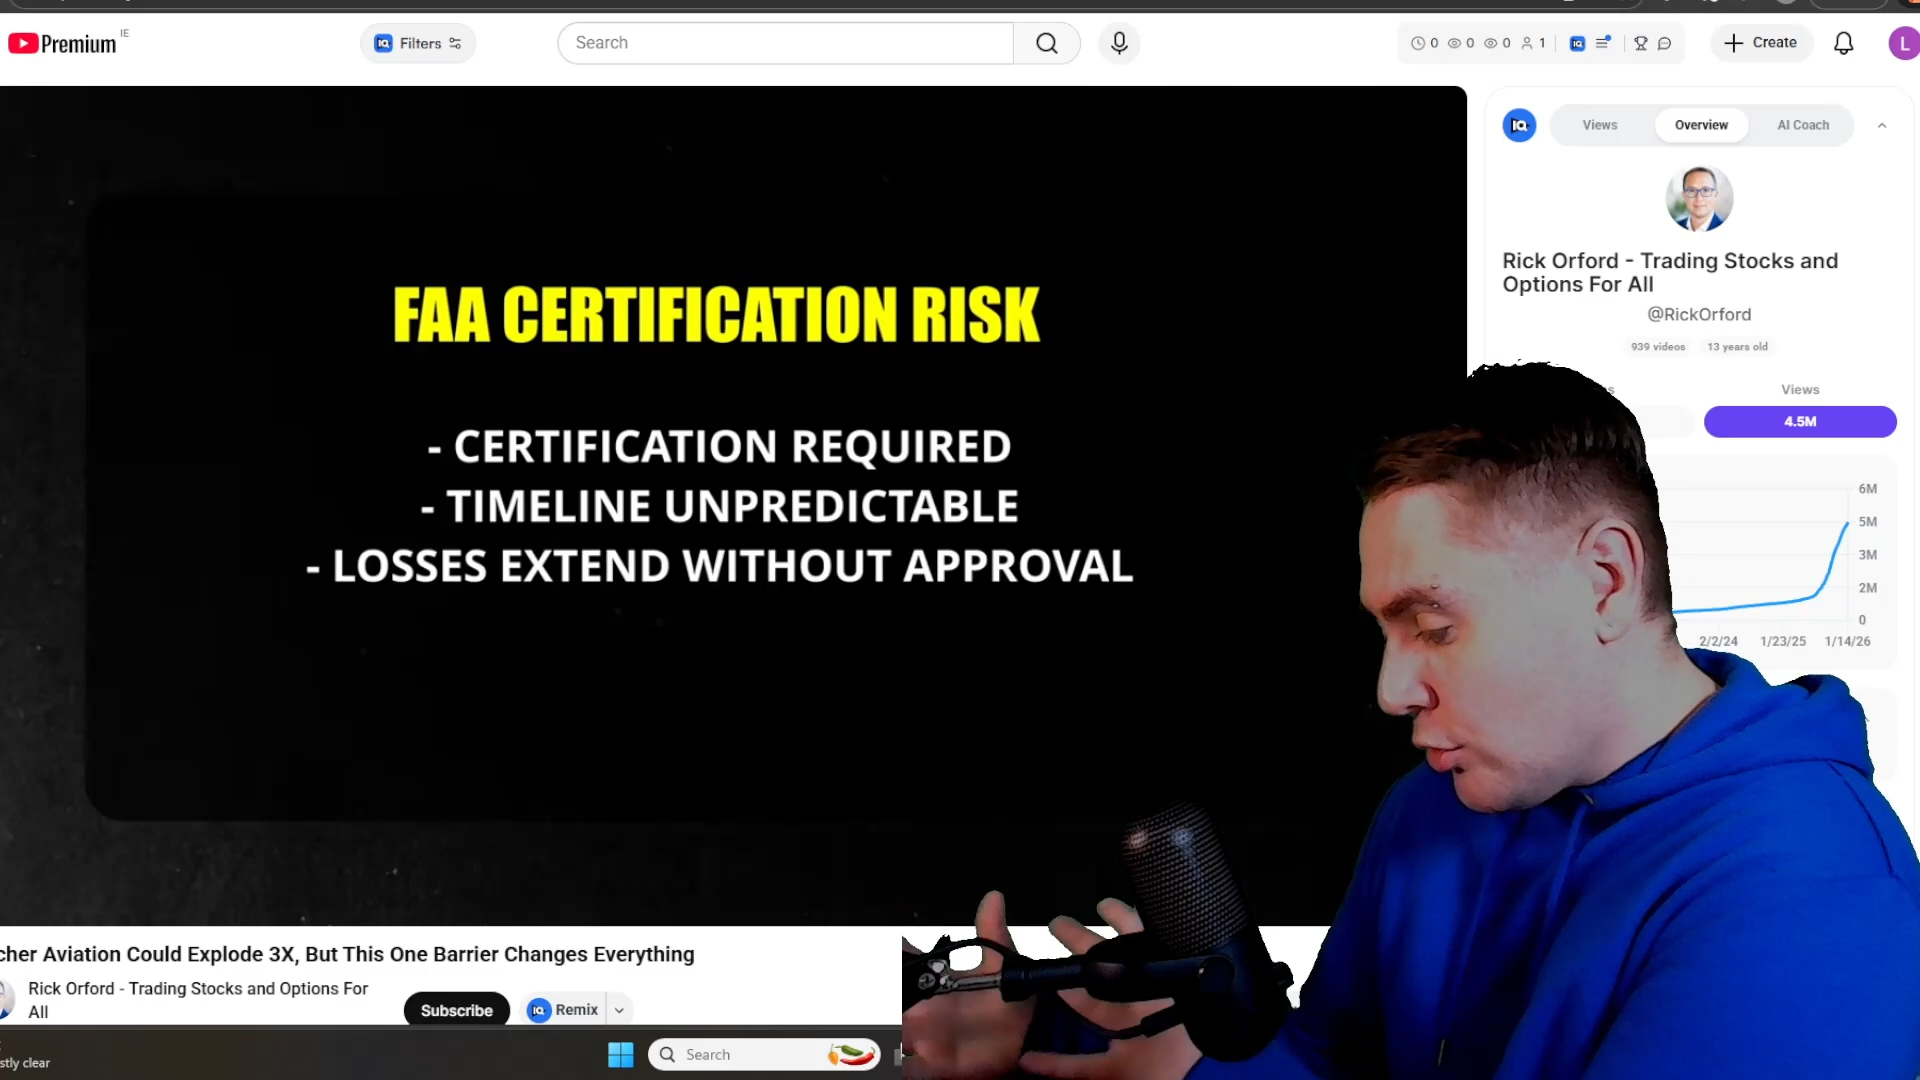 Premium IE
Filters
Search
0 0 0 1
Create
L
FAA CERTIFICATION RISK
- CERTIFICATION REQUIRED
- TIMELINE UNPREDICTABLE
- LOSSES EXTEND WITHOUT APPROVAL
IQ
Views Overview AI Coach
Rick Orford - Trading Stocks and
Options For All
@RickOrford
939 videos 13 years old
Views
4.5M
6M
5M
3M
2M
0
2/2/24 1/23/25 1/14/26
cher Aviation Could Explode 3X, But This One Barrier Changes Everything
Rick Orford - Trading Stocks and Options For
All
Subscribe
Remix
stly clear
Search